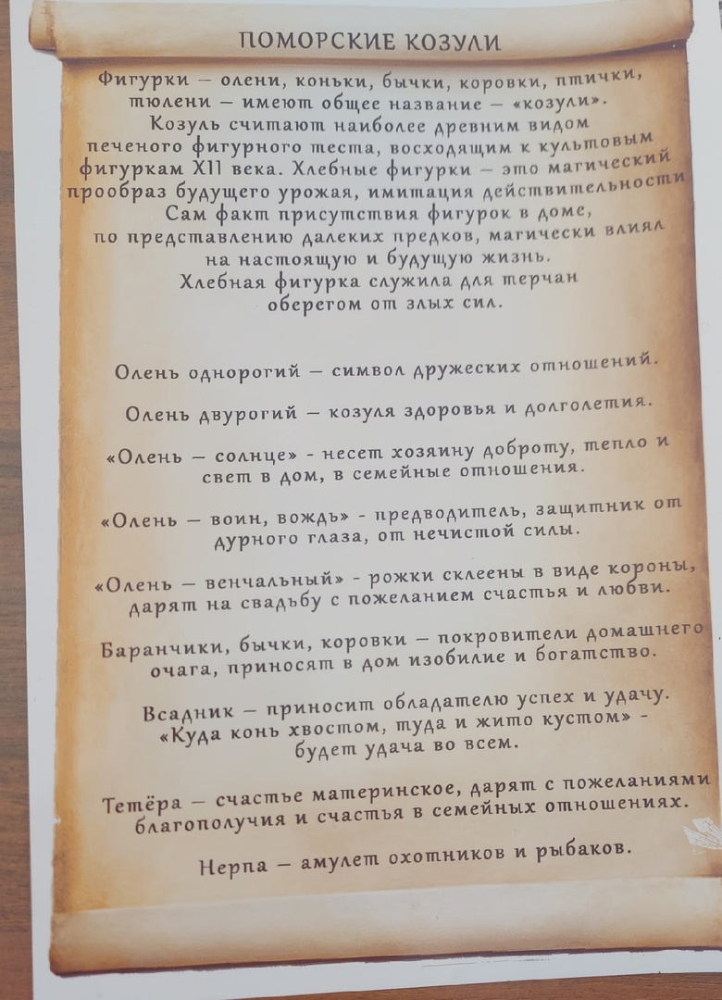 ПОМОРСКИЕ КОЗУЛИ
Фигурки – олени, коньки, бычки, коровки, птички,
тюлени – имеют общее название – «козули».
Козуль считают наиболее древним видом
печеного фигурного теста, восходящим к культовым
фигуркам XII века. Хлебные фигурки – это магический
прообраз будущего урожая, имитация действительности
Сам факт присутствия фигурок в доме,
по представлению далеких предков, магически влиял
на настоящую и будущую жизнь.
Хлебная фигурка служила для терчан
оберегом от злых сил.
Олень однорогий – символ дружеских отношений.
Олень двурогий – козуля здоровья и долголетия.
«Олень – солнце» - несет хозяину доброту, тепло и
свет в дом, в семейные отношения.
«Олень – воин, вождь» - предводитель, защитник от
дурного глаза, от нечистой силы.
«Олень – венчальный» - рожки склеены в виде короны,
дарят на свадьбу с пожеланием счастья и любви.
Баранчики, бычки, коровки – покровители домашнего
очага, приносят в дом изобилие и богатство.
Всадник – приносит обладателю успех и удачу.
«Куда конь хвостом, туда и жито кустом» -
будет удача во всем.
Тетёра – счастье материнское, дарят с пожеланиями
благополучия и счастья в семейных отношениях.
Нерпа – амулет охотников и рыбаков.